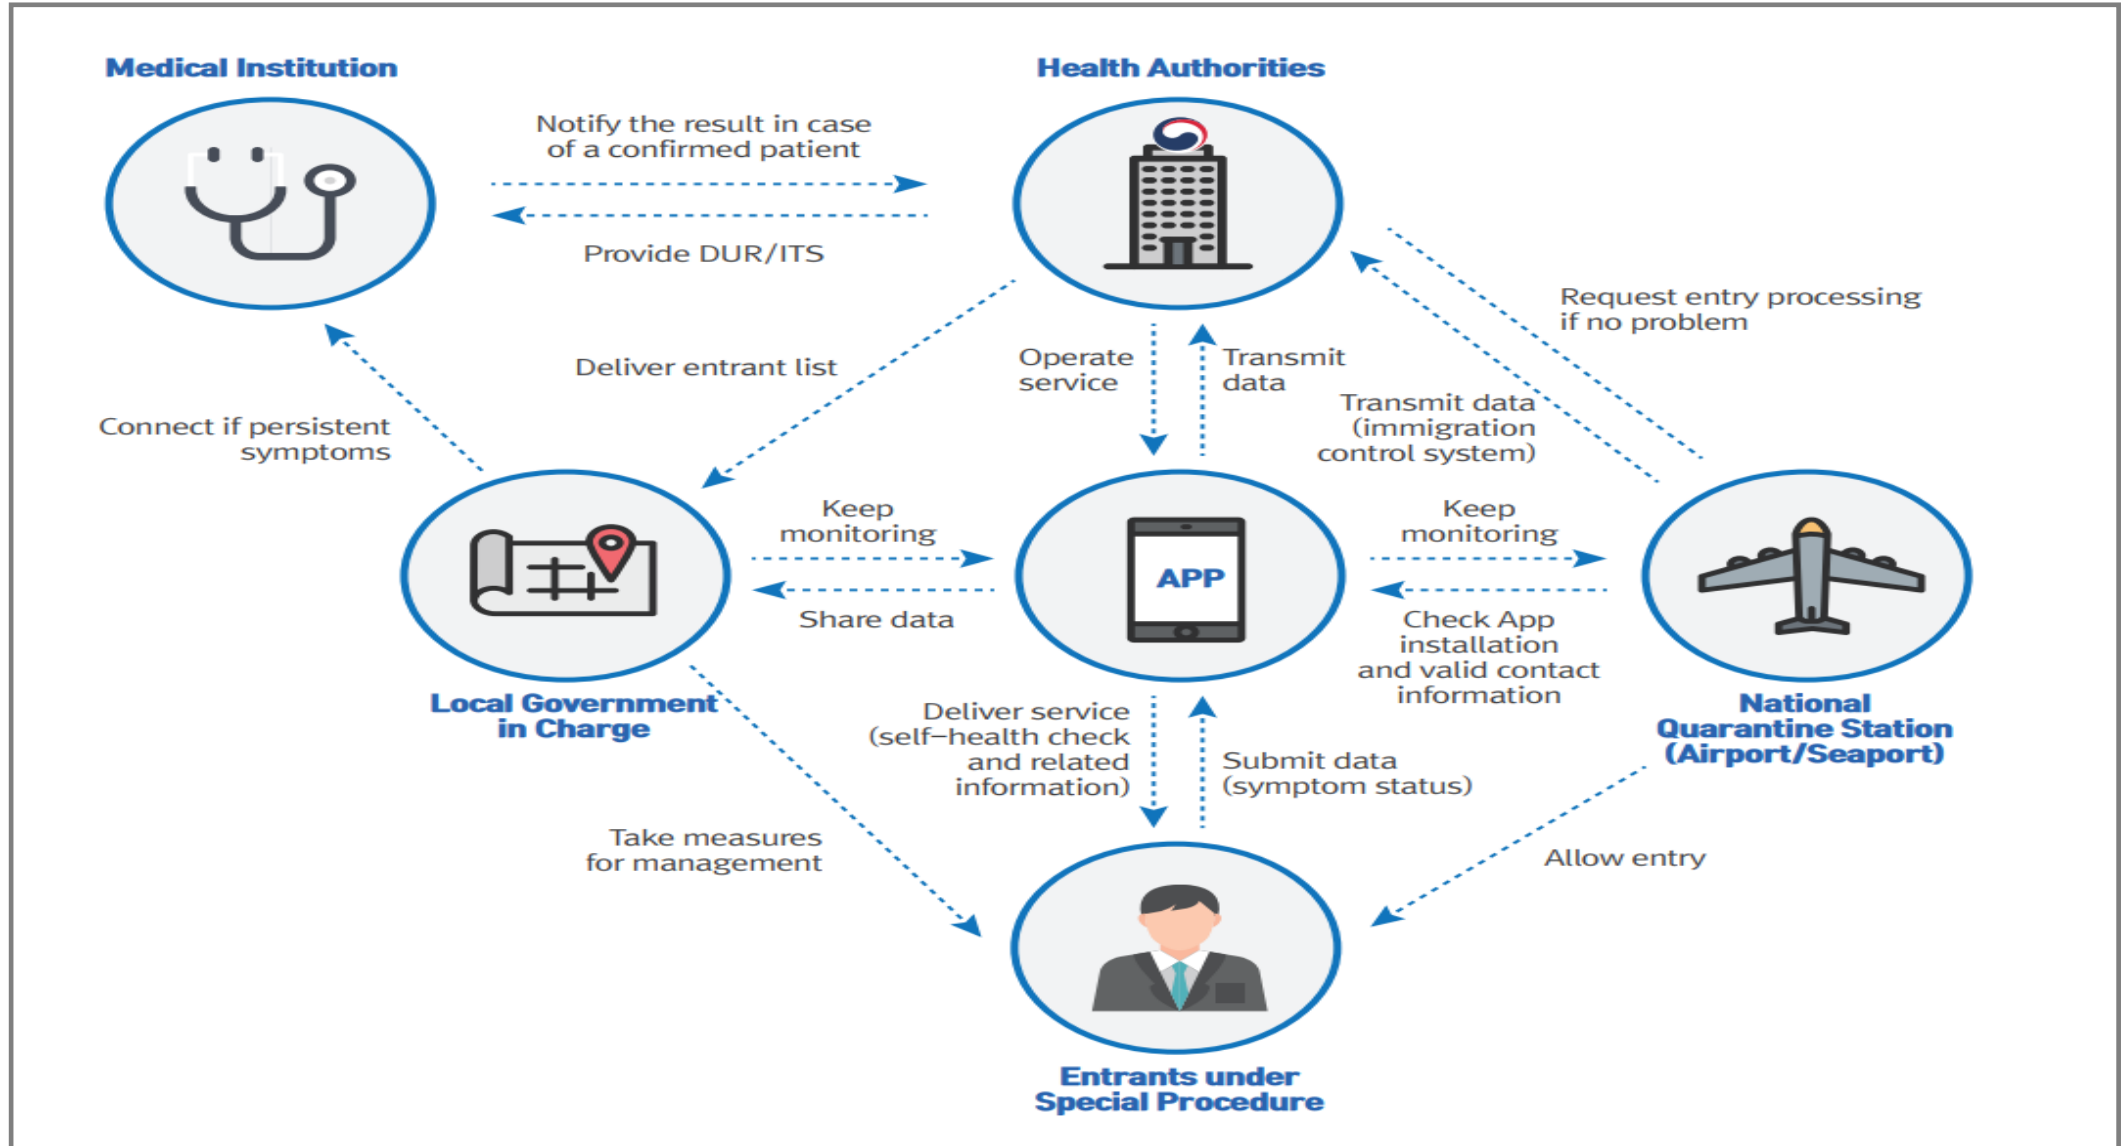 Medical Institution
Health Authorities
Notify the result in case
of a confirmed patient
Provide DUR/ITS
Request entry processing
if no problem
Deliver entrant list
Operate
service
Transmit
data
Transmit data
(immigration
control system)
Connect if persistent
symptoms
Keep
monitoring
Keep
monitoring
APP
Share data
Check App
installation
and valid contact
information
Local Government
in Charge
National
Quarantine Station
(Airport/Seaport)
Deliver service
(self-health check
and related
information)
Submit data
(symptom status)
Take measures
for management
Allow entry
Entrants under
Special Procedure